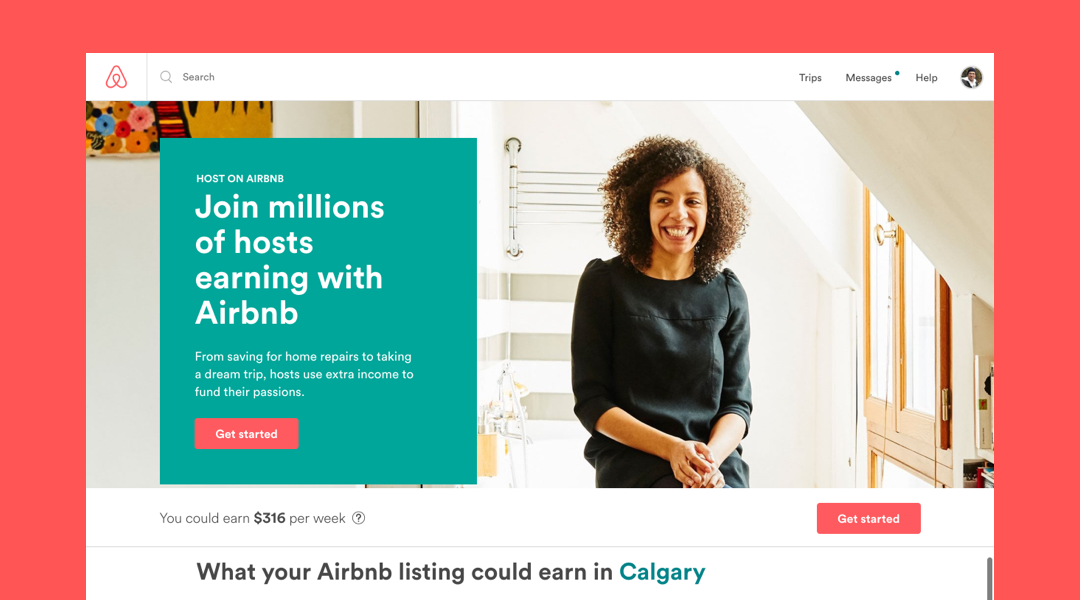 Search
Trips
Messages
Help
HOST ON AIRBNB
Join millions
of hosts
earning with
Airbnb
From saving for home repairs to taking
a dream trip, hosts use extra income to
fund their passions.
Get started
You could earn $316 per week ?
Get started
What your Airbnb listing could earn in Calgary